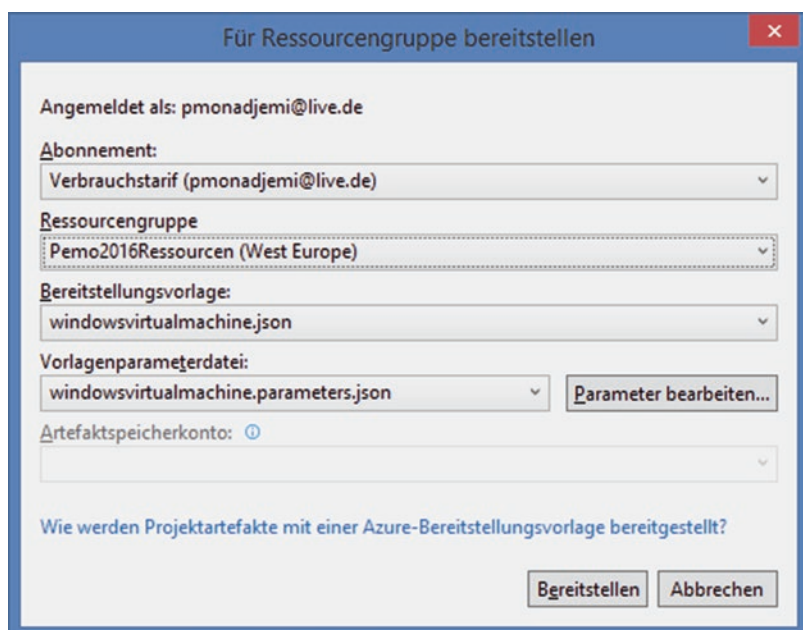 Für Ressourcengruppe bereitstellen
Angemeldet als: pmonadjemi@live.de
Abonnement:
Verbrauchstarif (pmonadjemi@live.de)
Ressourcengruppe
Pemo2016Ressourcen (West Europe)
Bereitstellungsvorlage:
windowsvirtualmachine.json
Vorlagenparameterdatei:
windowsvirtualmachine.parameters.json
Parameter bearbeiten...
Artefaktspeicherkonto:
Wie werden Projektartefakte mit einer Azure-Bereitstellungsvorlage bereitgestellt?
Bereitstellen
Abbrechen